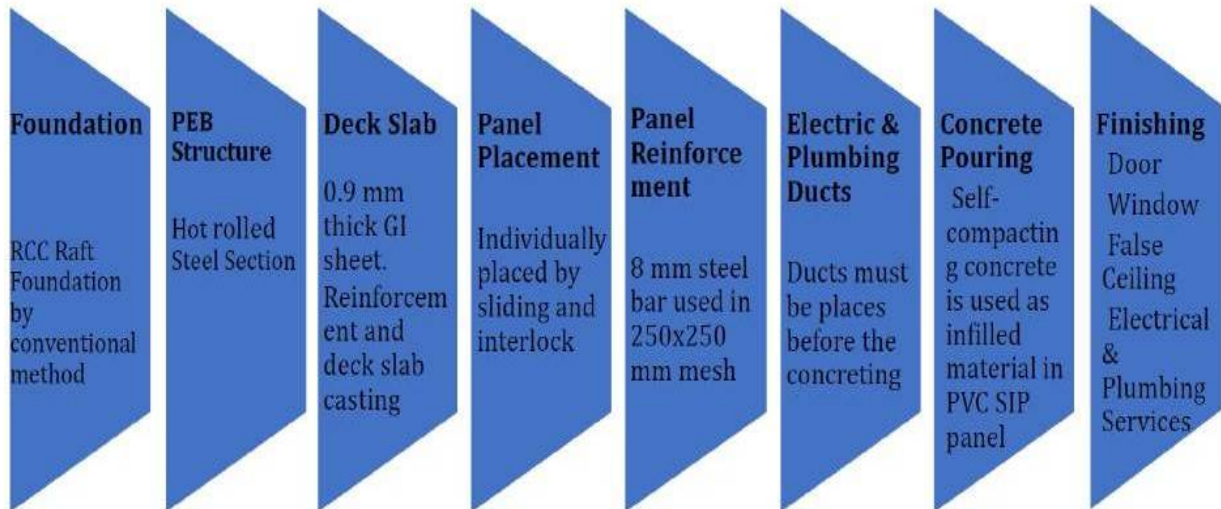 Foundation
RCC Raft
Foundation
by
conventional
method
PEB
Structure
Hot rolled
Steel Section
Deck Slab
0.9 mm
thick GI
sheet.
Reinforcem
ent and
deck slab
casting
Panel
Placement
Individually
placed by
sliding and
interlock
Panel
Reinforce
ment
8 mm steel
bar used in
250x250
mm mesh
Electric &
Plumbing
Ducts
Ducts must
be places
before the
concreting
Concrete
Pouring
Self-
compactin
g concrete
is used as
infilled
material in
PVC SIP
panel
Finishing
Door
Window
False
Ceiling
Electrical
&
Plumbing
Services